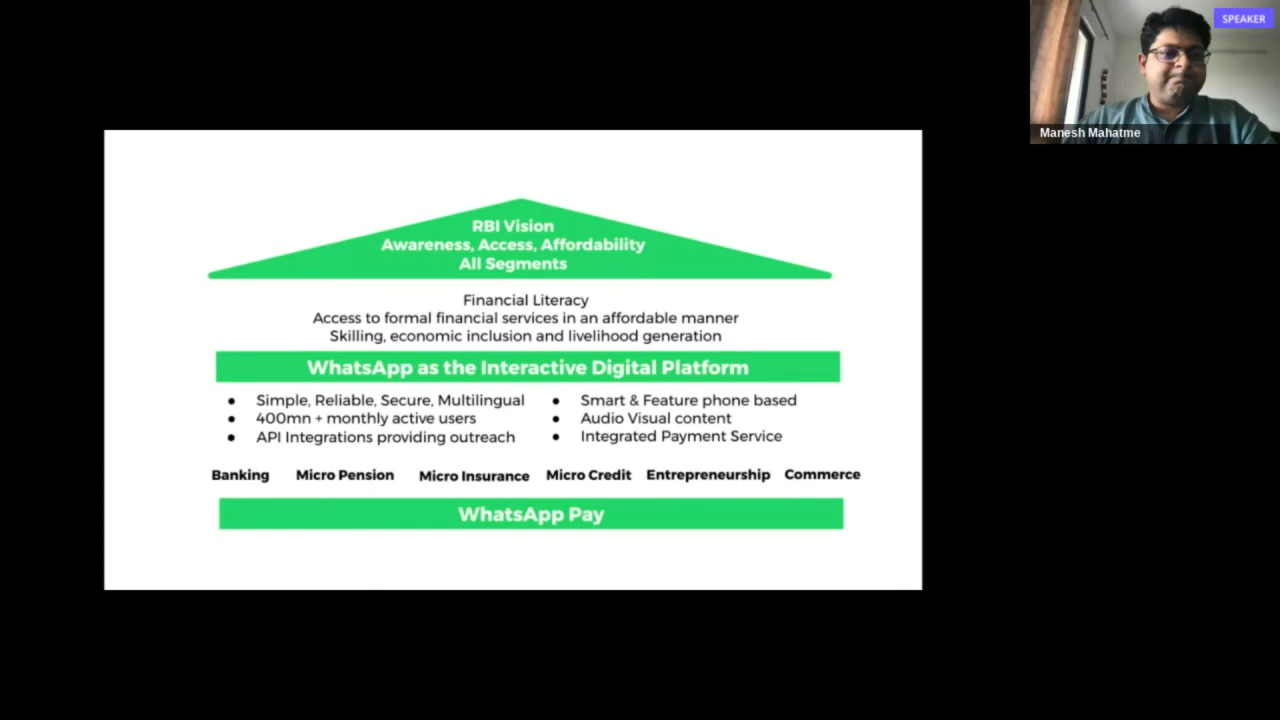 SPEAKER
Manesh Mahatme
RBI Vision
Awareness, Access, Affordability
All Segments
Financial Literacy
Access to formal financial services in an affordable manner
Skilling, economic inclusion and livelihood generation
WhatsApp as the Interactive Digital Platform
● Simple, Reliable, Secure, Multilingual
● 400mn + monthly active users
● API Integrations providing outreach
● Smart & Feature phone based
● Audio Visual content
● Integrated Payment Service
Banking Micro Pension Micro Insurance Micro Credit Entrepreneurship Commerce
WhatsApp Pay